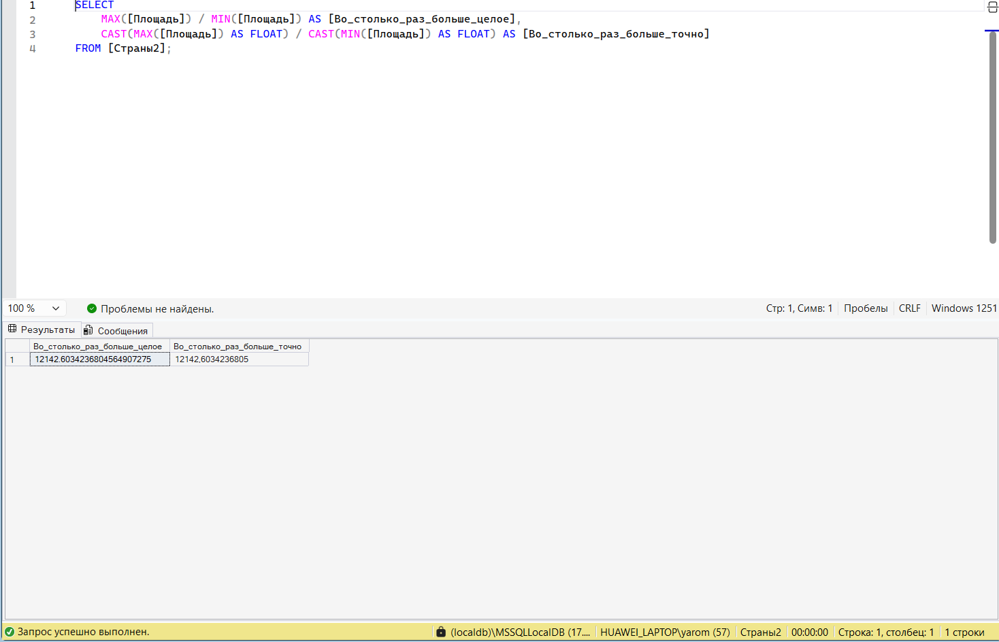 1 SELECT
2 MAX([Площадь]) / MIN([Площадь]) AS [Во_столько_раз_больше_целое],
3 CAST(MAX([Площадь]) AS FLOAT) / CAST(MIN([Площадь]) AS FLOAT) AS [Во_столько_раз_больше_точно]
4 FROM [Страны2];
100 % Проблемы не найдены. Стр: 1, Симв: 1 Пробелы CRLF Windows 1251
Результаты Сообщения
Во_столько_раз_больше_целое Во_столько_раз_больше_точно
1 12142.6034236804564907275 12142,6034236805
Запрос успешно выполнен. (localdb)\MSSQLLocalDB (17.... HUAWEI_LAPTOP\yarom (57) Страны2 00:00:00 Строка: 1, столбец: 1 1 строки